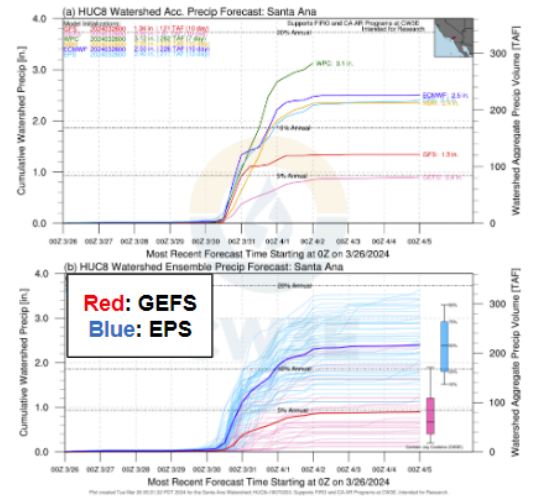 (a) HUC8 Watershed Acc. Precip Forecast: Santa Ana
Model Initializations:
Supports FIRO and CA AR Programs at CW3E
Intended for Research
GFS 2024032600
WPC
20% Annual
WPC: 3.1 in.
ECMWF: 2.5 in.
10% Annual
GFS: 1.3 in.
5% Annual
4.0
3.0
2.0
1.0
0.0
300
200
100
0
Cumulative Watershed Precip [in.]
Watershed Aggregate Precip Volume [TAF]
00Z 3/26 00Z 3/27 00Z 3/28 00Z 3/29 00Z 3/30 00Z 3/31 00Z 4/1 00Z 4/2 00Z 4/3 00Z 4/4 00Z 4/5
Most Recent Forecast Time Starting at 0Z on 3/26/2024
(b) HUC8 Watershed Ensemble Precip Forecast: Santa Ana
Red: GEFS
Blue: EPS
20% Annual
10% Annual
5% Annual
4.0
3.0
2.0
1.0
0.0
300
200
100
0
Cumulative Watershed Precip [in.]
Watershed Aggregate Precip Volume [TAF]
00Z 3/26 00Z 3/27 00Z 3/28 00Z 3/29 00Z 3/30 00Z 3/31 00Z 4/1 00Z 4/2 00Z 4/3 00Z 4/4 00Z 4/5
Most Recent Forecast Time Starting at 0Z on 3/26/2024